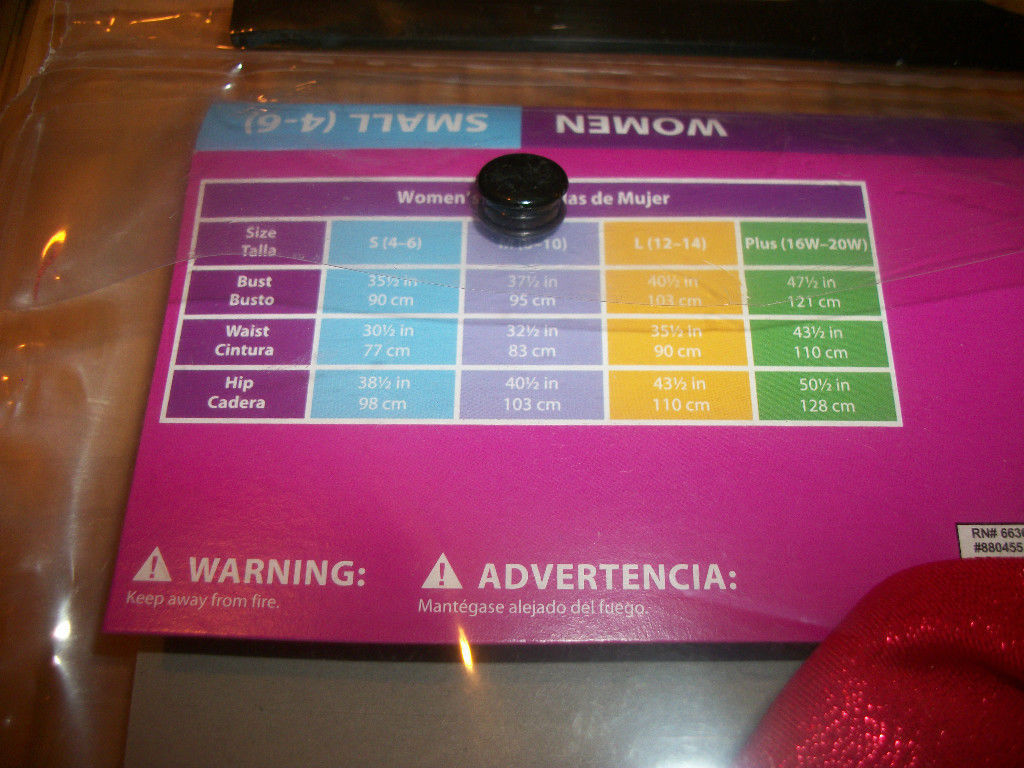 SMALL (4-6) WOMEN
Women's as de Mujer
Size S (4–6) L (12–14) Plus (16W–20W)
Talla
Bust 35½ in 37½ in 40½ in 47½ in
Busto 90 cm 95 cm 103 cm 121 cm
Waist 30½ in 32½ in 35½ in 43½ in
Cintura 77 cm 83 cm 90 cm 110 cm
Hip 38½ in 40½ in 43½ in 50½ in
Cadera 98 cm 103 cm 110 cm 128 cm
WARNING: ADVERTENCIA:
Keep away from fire. Mantégase alejado del fuego.
RN# 663
#880455